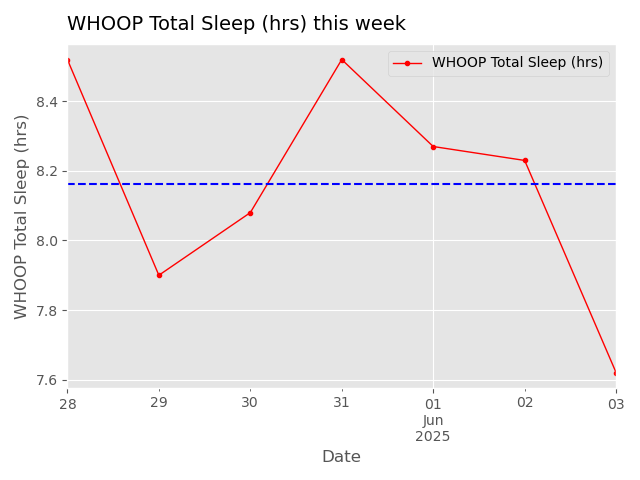 WHOOP Total Sleep (hrs) this week
WHOOP Total Sleep (hrs)
WHOOP Total Sleep (hrs)
8.4
8.2
8.0
7.8
7.6
28 29 30 31 01 02 03
Jun
2025
Date